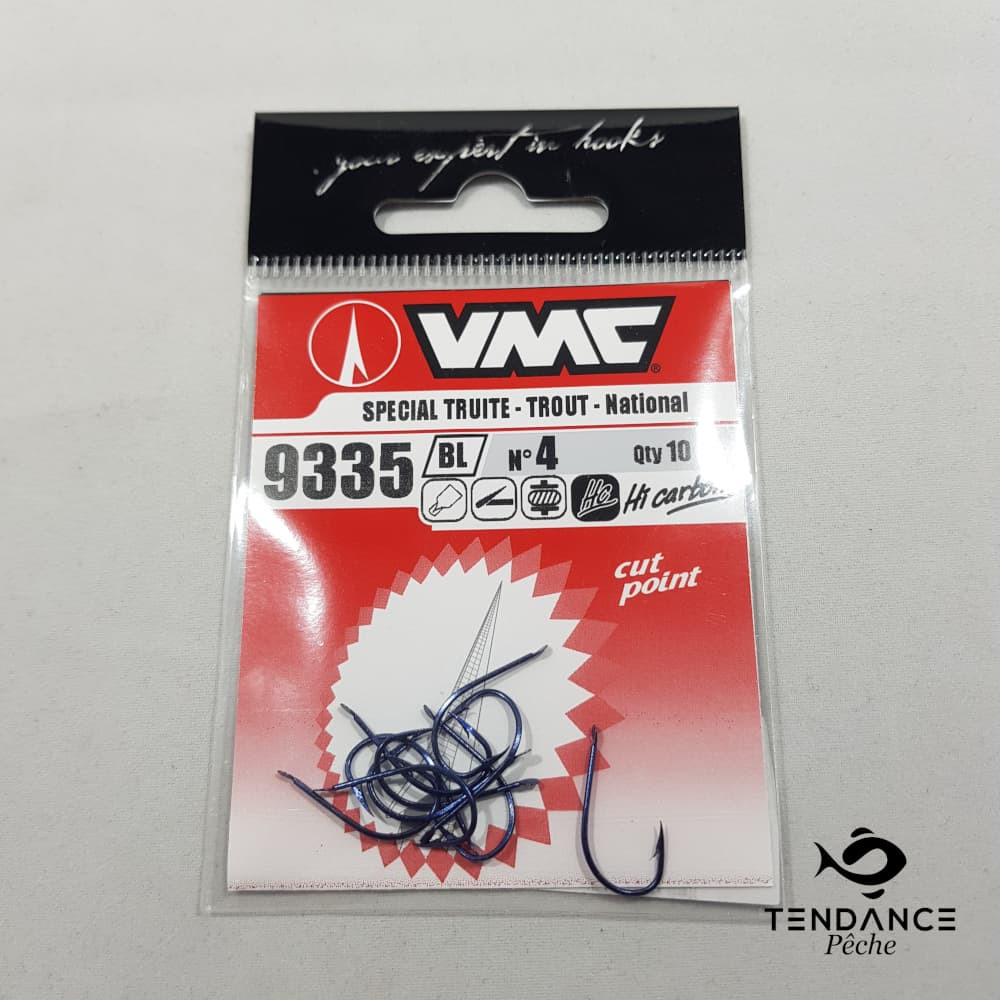 your expert in hooks
VMC®
SPECIAL TRUITE - TROUT - National
9335 BL N° 4 Qty 10
Hc Hi carbon
cut
point
TENDANCE
Pêche